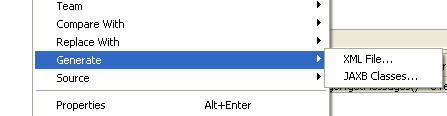 Team
Compare With
Replace With
Generate
XML File...
JAXB Classes...
Source
Properties Alt+Enter